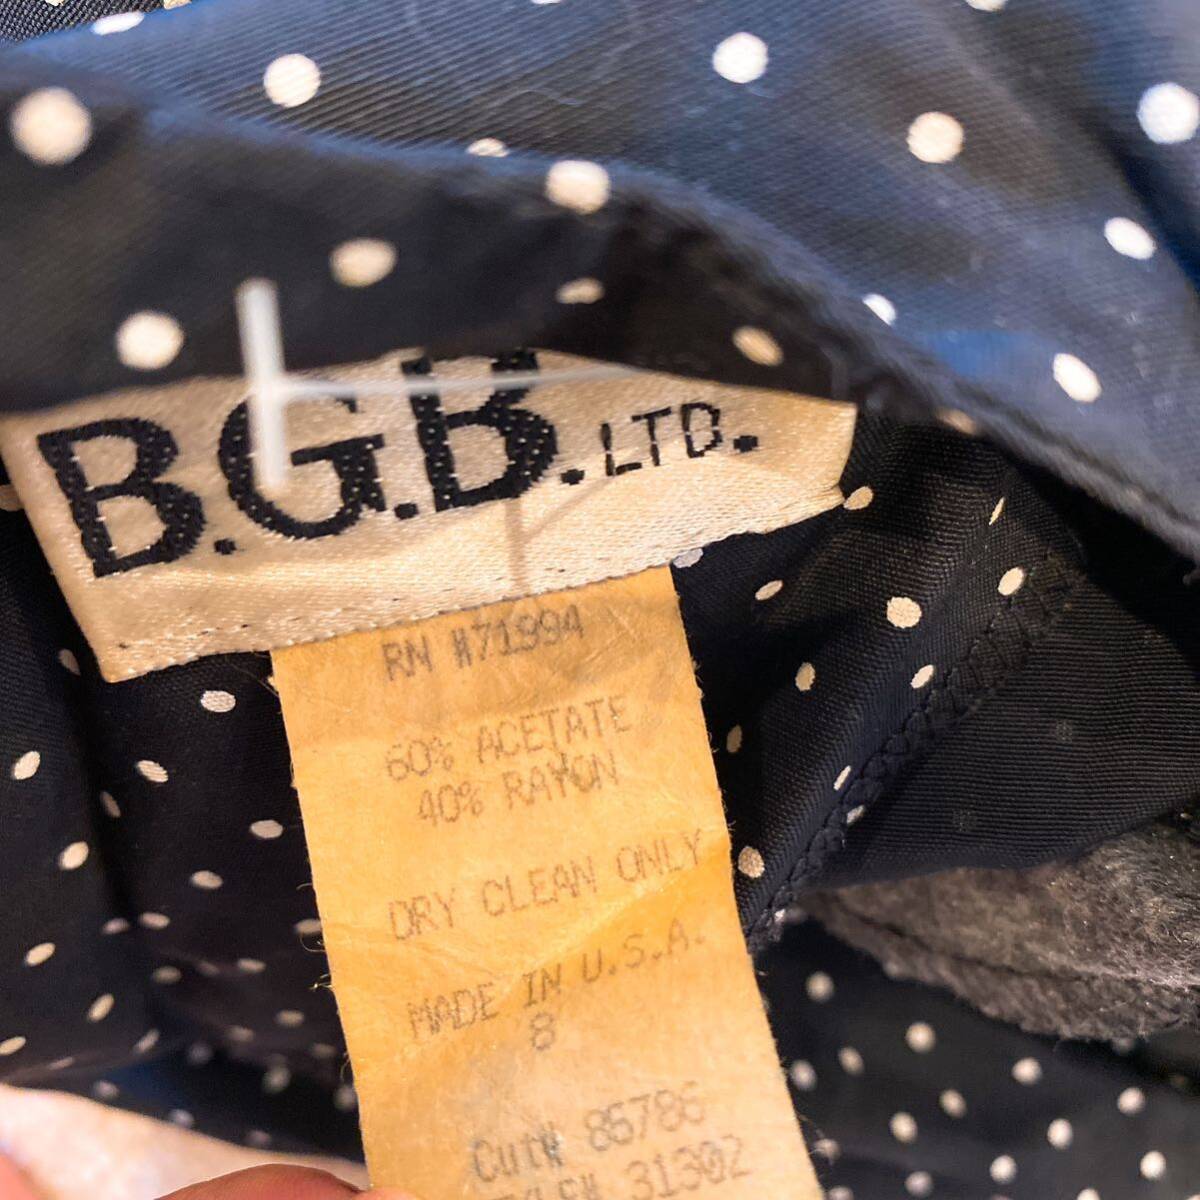 B.G.B. LTD.
RN #71994
60% ACETATE
40% RAYON
DRY CLEAN ONLY
MADE IN U.S.A.
8
Cut# 85786
31302